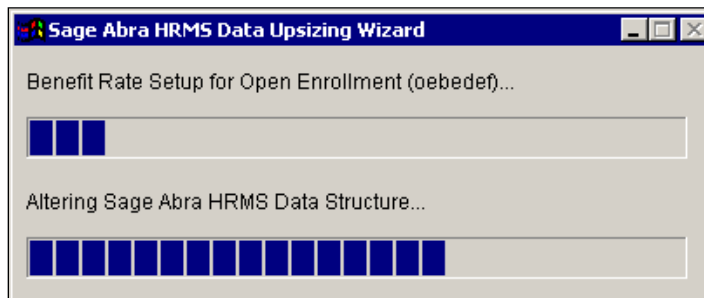 Sage Abra HRMS Data Upsizing Wizard
Benefit Rate Setup for Open Enrollment (oebedef)...
Altering Sage Abra HRMS Data Structure...